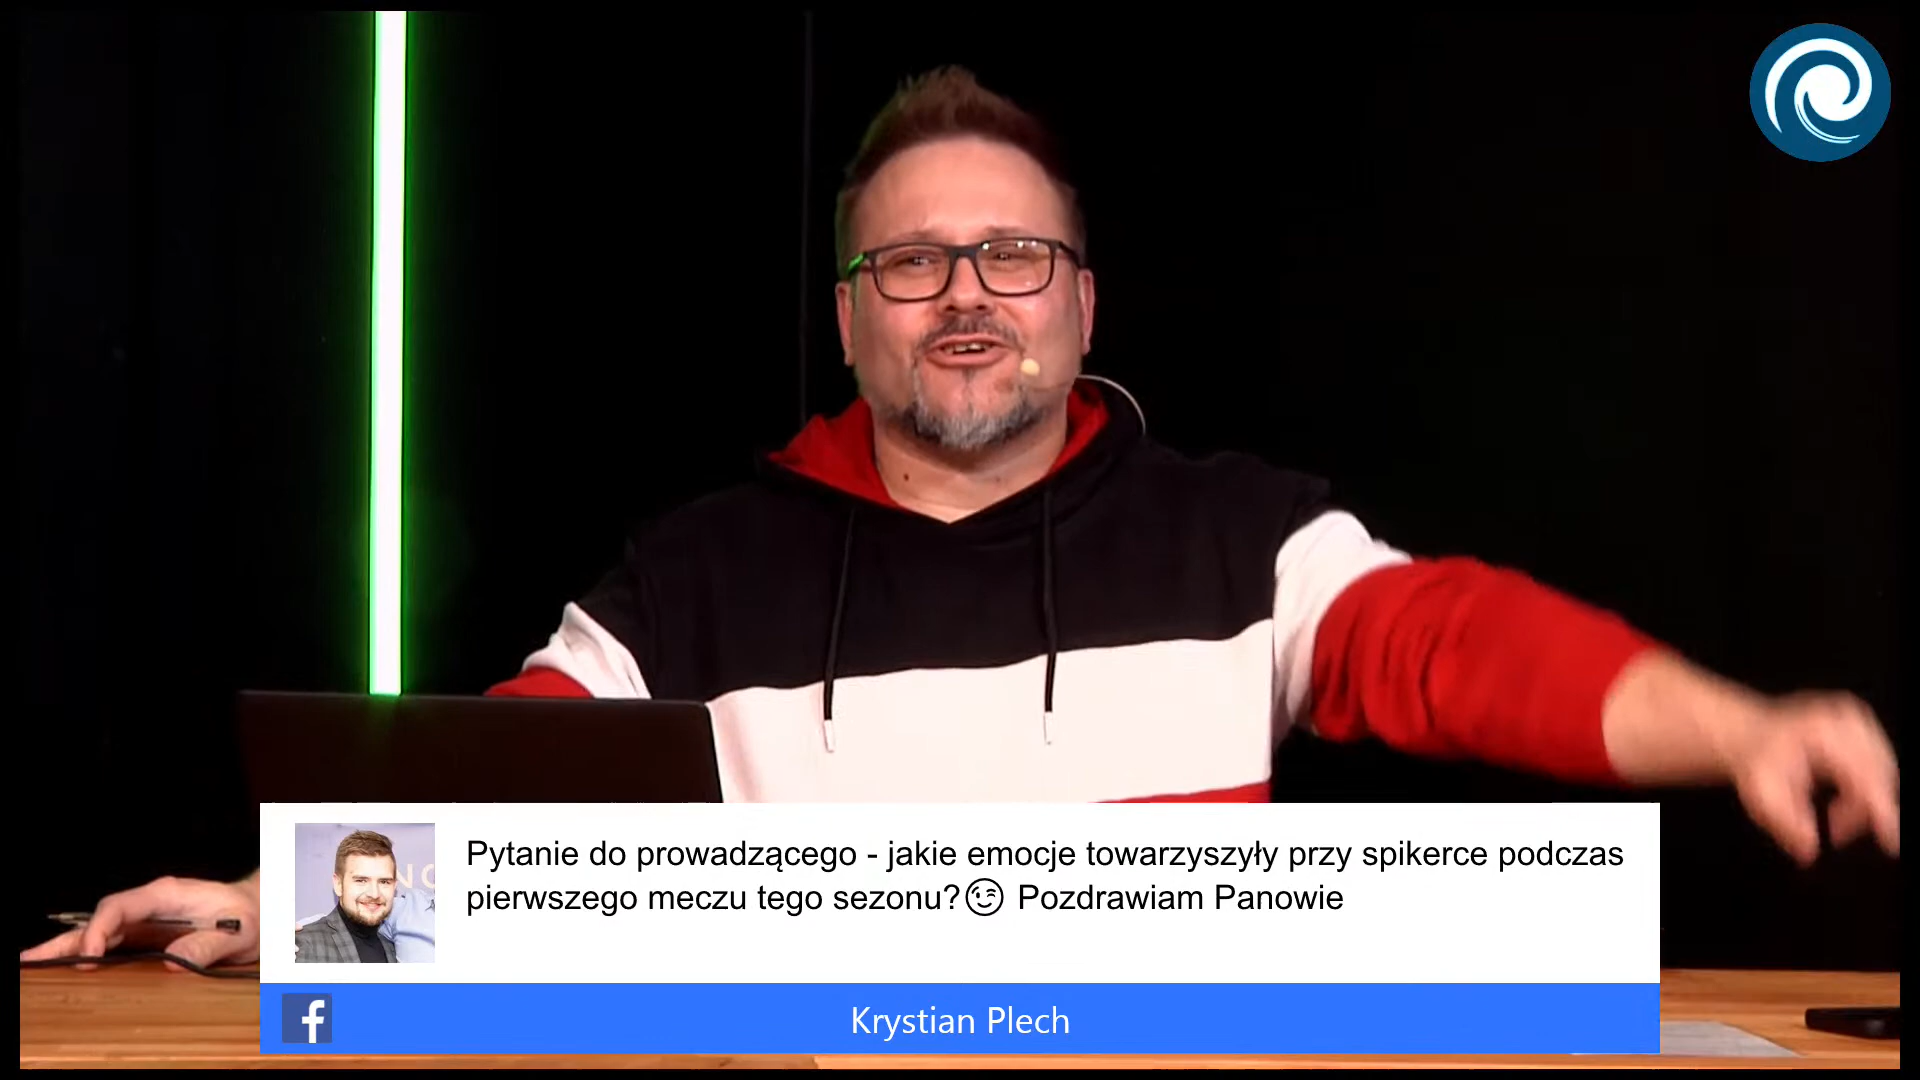 Pytanie do prowadzącego - jakie emocje towarzyszyły przy spikerce podczas
pierwszego meczu tego sezonu?😉 Pozdrawiam Panowie
Krystian Plech